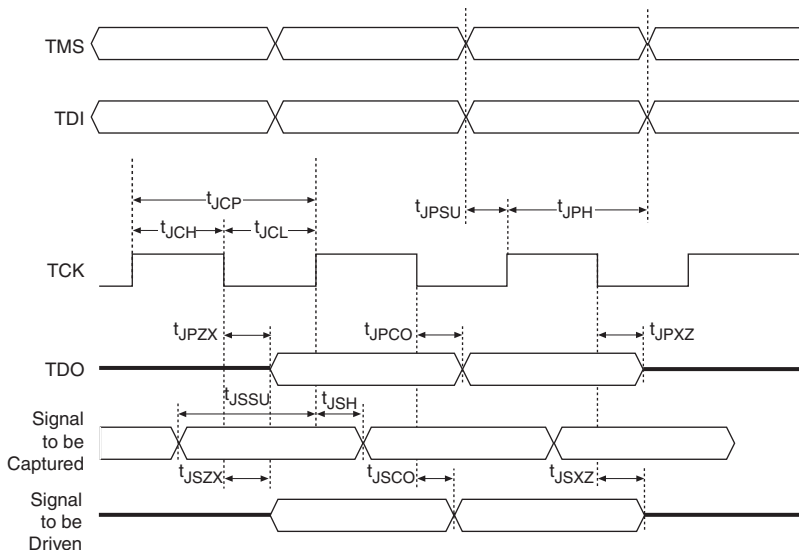 TMS
TDI
tJCP
tJPSU
tJPH
tJCH
tJCL
TCK
tJPZX
tJPCO
tJPXZ
TDO
tJSSU
tJSH
Signal
to be
Captured
tJSZX
tJSCO
tJSXZ
Signal
to be
Driven